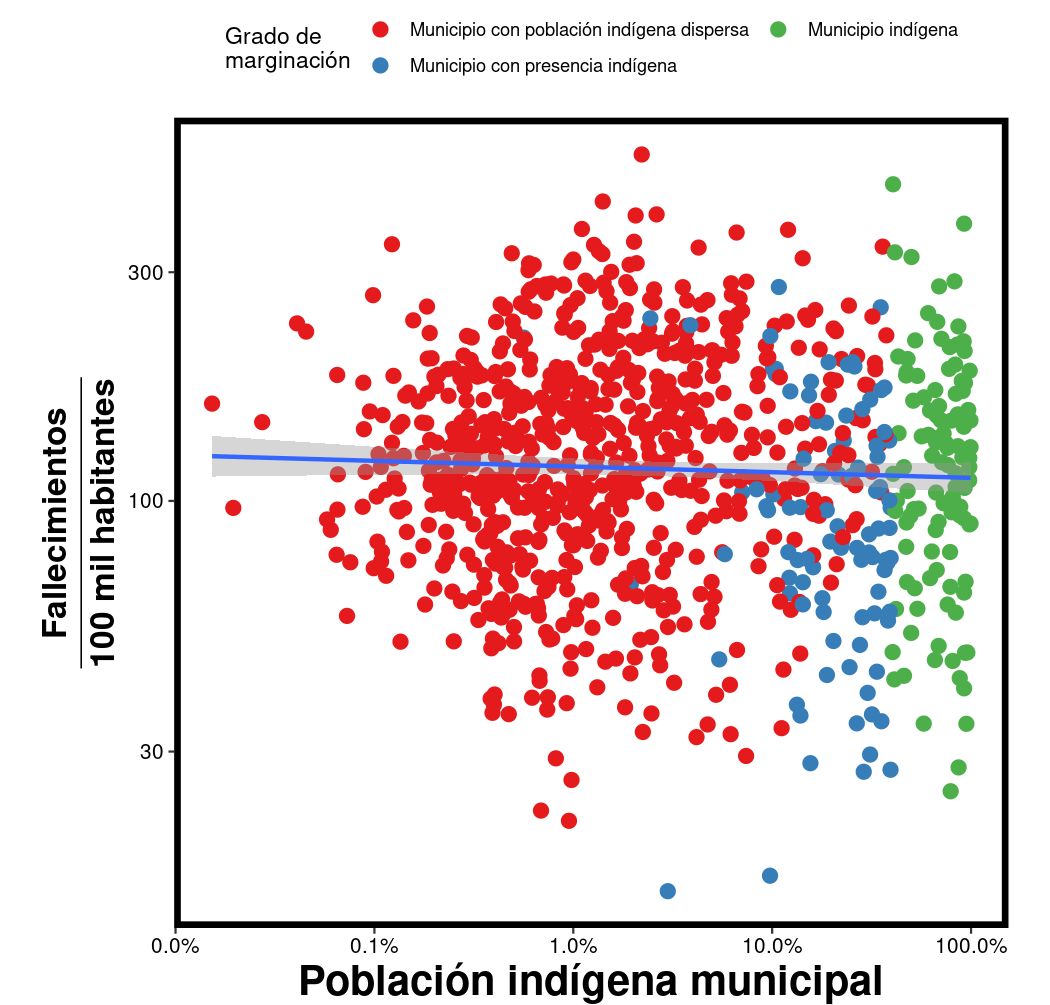 Grado de
marginación
Municipio con población indígena dispersa
Municipio indígena
Municipio con presencia indígena
Fallecimientos
100 mil habitantes
300
100
30
0.0%
0.1%
1.0%
10.0%
100.0%
Población indígena municipal